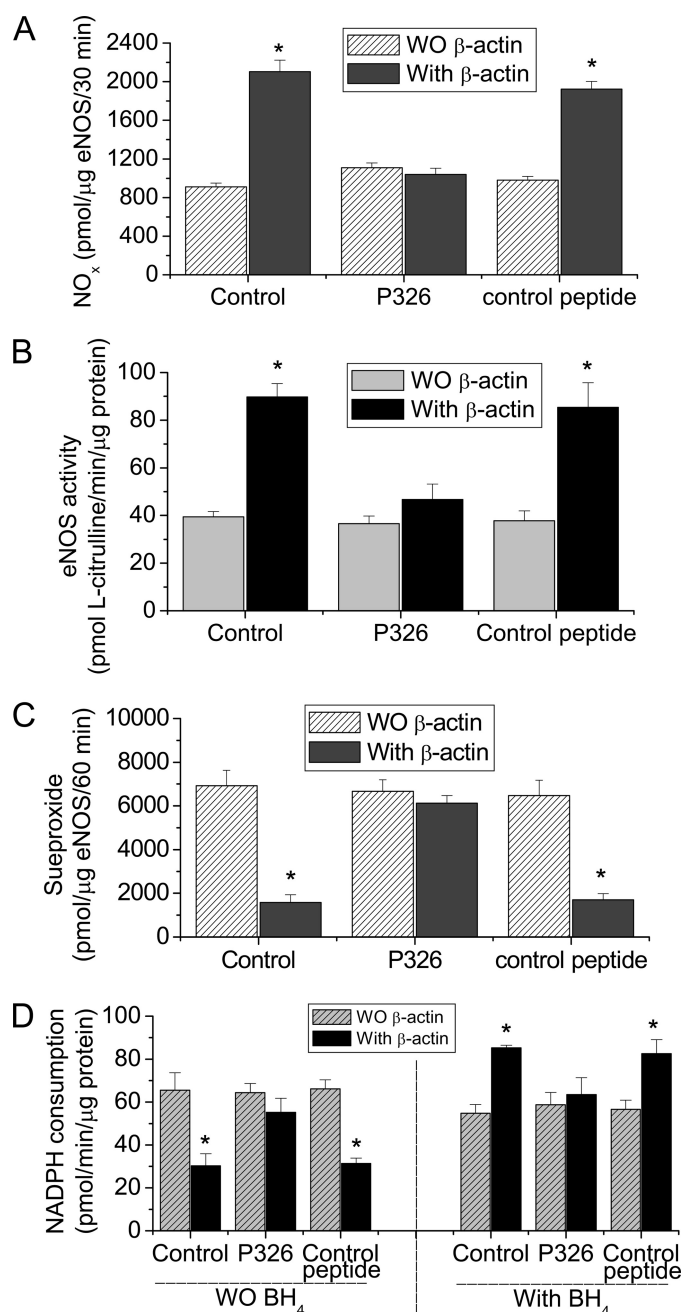 A
NOₓ (pmol/μg eNOS/30 min)
2400
2000
1600
1200
800
400
0
WO β-actin
With β-actin
*
*
Control
P326
control peptide
B
eNOS activity
(pmol L-citrulline/min/μg protein)
100
80
60
40
20
0
WO β-actin
With β-actin
*
*
Control
P326
Control peptide
C
Sueproxide
(pmol/μg eNOS/60 min)
10000
8000
6000
4000
2000
0
WO β-actin
With β-actin
*
*
Control
P326
control peptide
D
NADPH consumption
(pmol/min/μg protein)
100
80
60
40
20
0
WO β-actin
With β-actin
*
*
*
*
Control P326 Control peptide
Control P326 Control peptide
WO BH₄
With BH₄